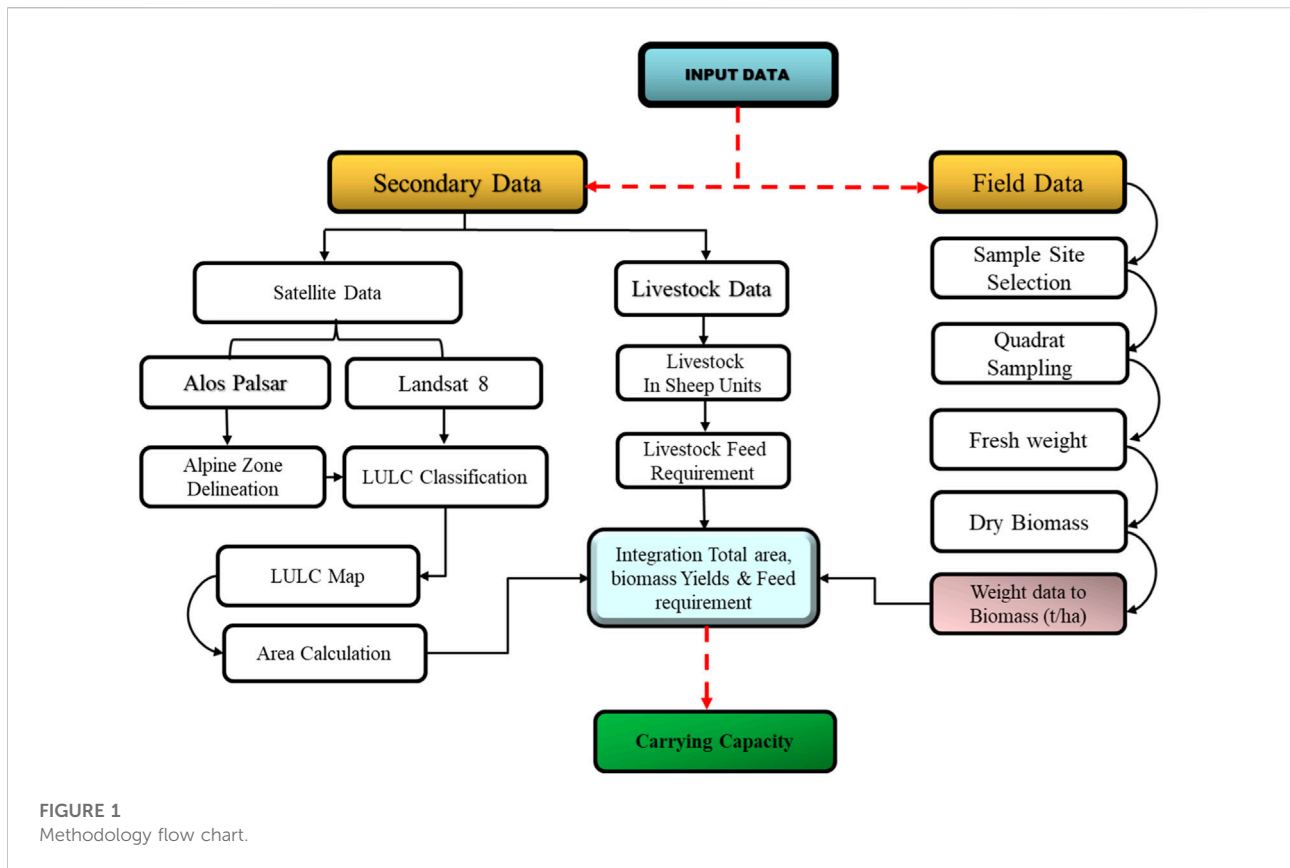 INPUT DATA
Secondary Data
Field Data
Satellite Data
Livestock Data
Sample Site
Selection
Alos Palsar
Landsat 8
Livestock
In Sheep Units
Quadrat
Sampling
Alpine Zone
Delineation
LULC Classification
Livestock Feed
Requirement
Fresh weight
Dry Biomass
LULC Map
Integration Total area,
biomass Yields & Feed
requirement
Weight data to
Biomass (t/ha)
Area Calculation
Carrying Capacity
FIGURE 1
Methodology flow chart.